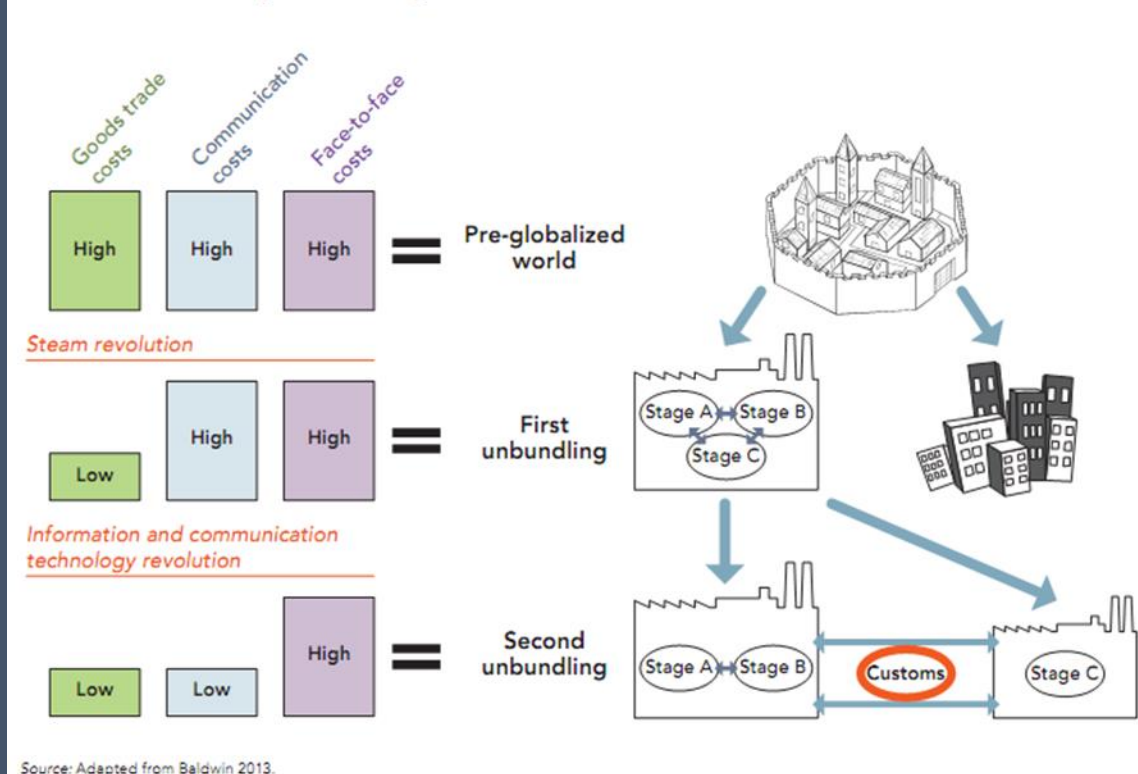 Goods trade
costs
Communication
costs
Face-to-face
costs
High
High
High
=
Pre-globalized
world
Steam revolution
Low
High
High
=
First
unbundling
Stage A
Stage B
Stage C
Information and communication
technology revolution
Low
Low
High
=
Second
unbundling
Stage A
Stage B
Customs
Stage C
Source: Adapted from Baldwin 2013.